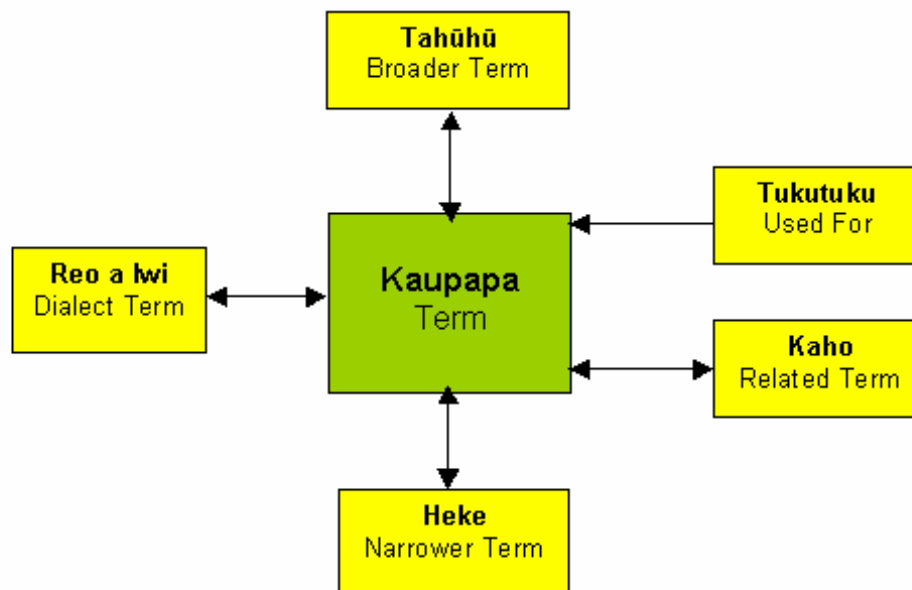 Tahūhū
Broader Term
Tukutuku
Used For
Reo a Iwi
Dialect Term
Kaupapa
Term
Kaho
Related Term
Heke
Narrower Term